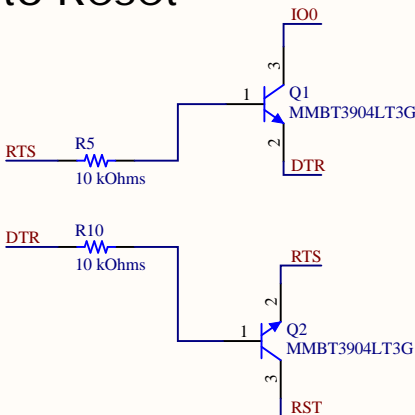 to Reset
IO0
3
1
Q1
MMBT3904LT3G
2
R5
RTS
10 kOhms
DTR
R10
DTR
10 kOhms
RTS
2
1
Q2
MMBT3904LT3G
3
RST